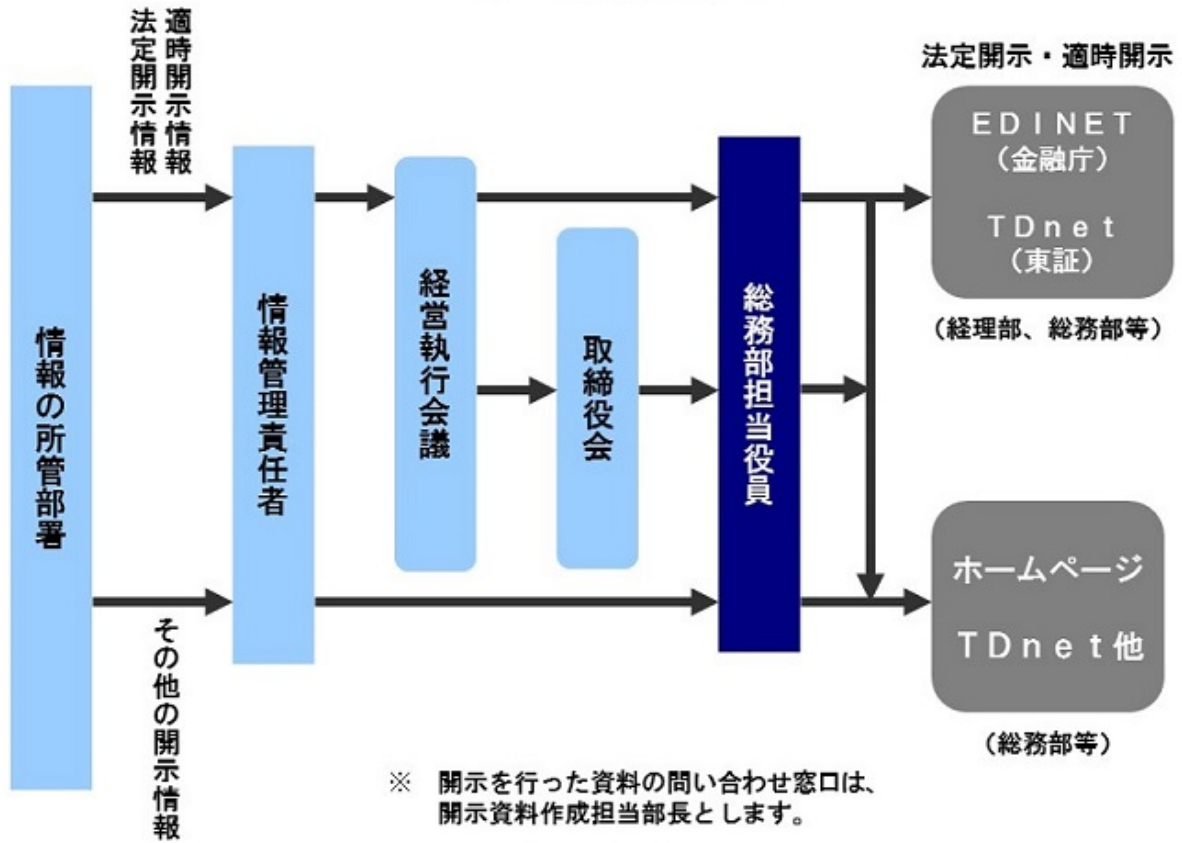 適時開示情報
法定開示情報
法定開示・適時開示
EDINET
(金融庁)
TDnet
(東証)
(経理部、総務部等)
情報の所管部署
情報管理責任者
経営執行会議
取締役会
総務部担当役員
ホームページ
TDnet他
(総務部等)
その他の開示情報
※ 開示を行った資料の問い合わせ窓口は、
開示資料作成担当部長とします。